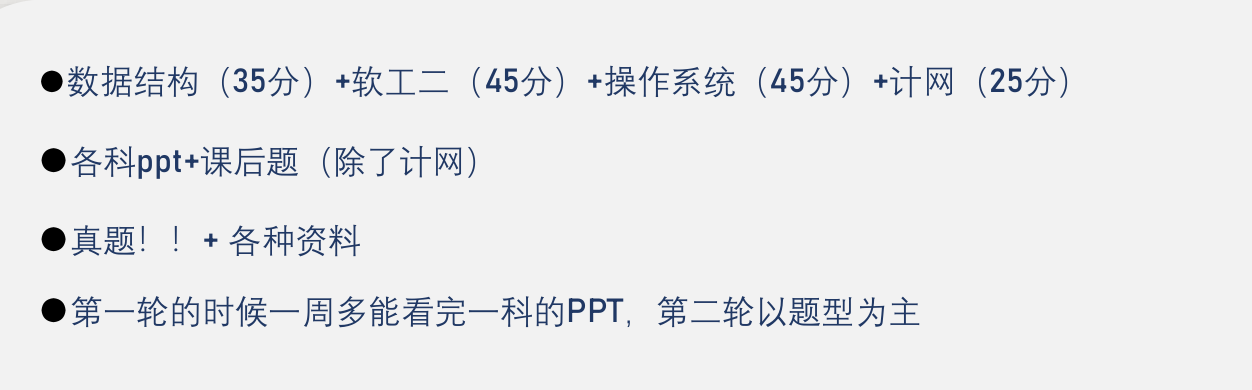 ●数据结构（35分）+软工二（45分）+操作系统（45分）+计网（25分）
●各科ppt+课后题（除了计网）
●真题！！+ 各种资料
●第一轮的时候一周多能看完一科的PPT，第二轮以题型为主